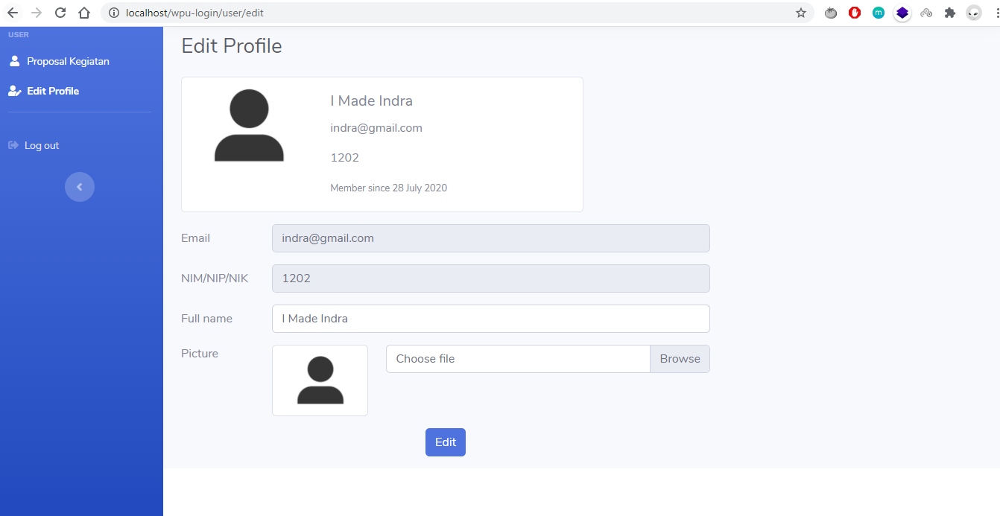 localhost/wpu-login/user/edit
m
USER
Proposal Kegiatan
Edit Profile
Log out
Edit Profile
I Made Indra
indra@gmail.com
1202
Member since 28 July 2020
Email
indra@gmail.com
NIM/NIP/NIK
1202
Full name
I Made Indra
Picture
Choose file
Browse
Edit